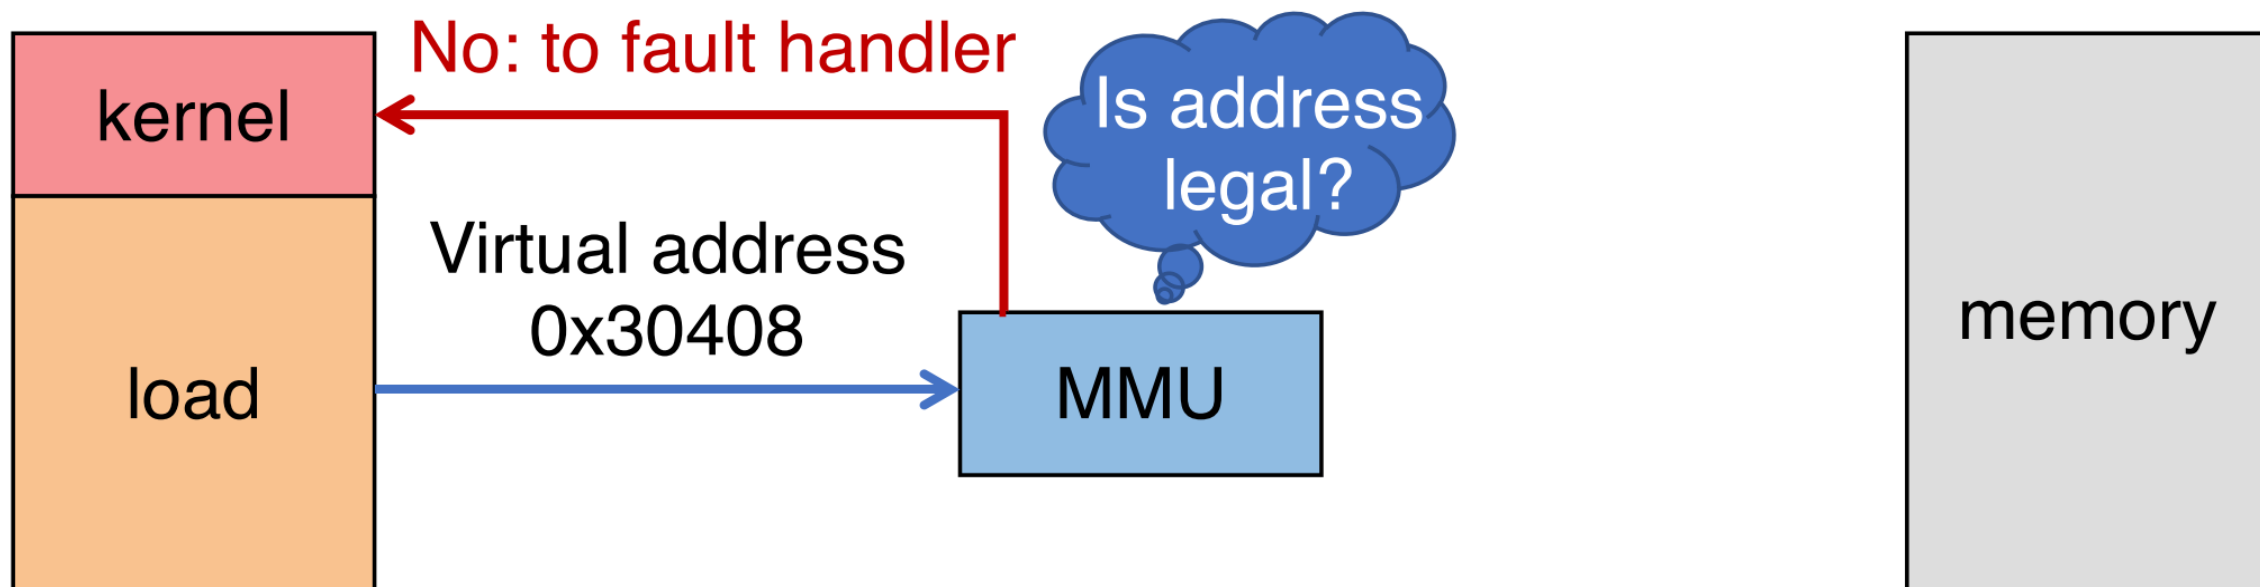 No: to fault handler
kernel
Is address
legal?
Virtual address
0x30408
load
MMU
memory